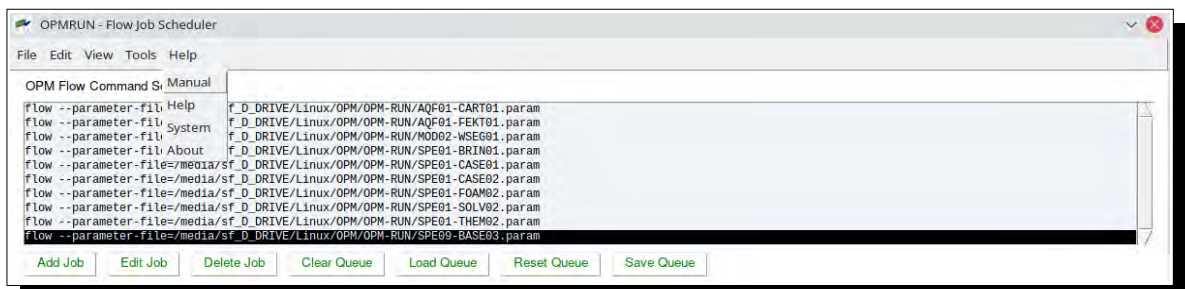 OPMRUN - Flow Job Scheduler
File Edit View Tools Help
Manual
Help
System
About
OPM Flow Command
flow --parameter-fil f_D_DRIVE/Linux/OPM/OPM-RUN/AQF01-CART01.param
flow --parameter-fil f_D_DRIVE/Linux/OPM/OPM-RUN/AQF01-FEKT01.param
flow --parameter-fil f_D_DRIVE/Linux/OPM/OPM-RUN/MOD02-WSEG01.param
flow --parameter-fil f_D_DRIVE/Linux/OPM/OPM-RUN/SPE01-BRIN01.param
flow --parameter-file=/media/sf_D_DRIVE/Linux/OPM/OPM-RUN/SPE01-CASE01.param
flow --parameter-file=/media/sf_D_DRIVE/Linux/OPM/OPM-RUN/SPE01-CASE02.param
flow --parameter-file=/media/sf_D_DRIVE/Linux/OPM/OPM-RUN/SPE01-FOAM02.param
flow --parameter-file=/media/sf_D_DRIVE/Linux/OPM/OPM-RUN/SPE01-SOLV02.param
flow --parameter-file=/media/sf_D_DRIVE/Linux/OPM/OPM-RUN/SPE01-THEM02.param
flow --parameter-file=/media/sf_D_DRIVE/Linux/OPM/OPM-RUN/SPE09-BASE03.param
Add Job Edit Job Delete Job Clear Queue Load Queue Reset Queue Save Queue